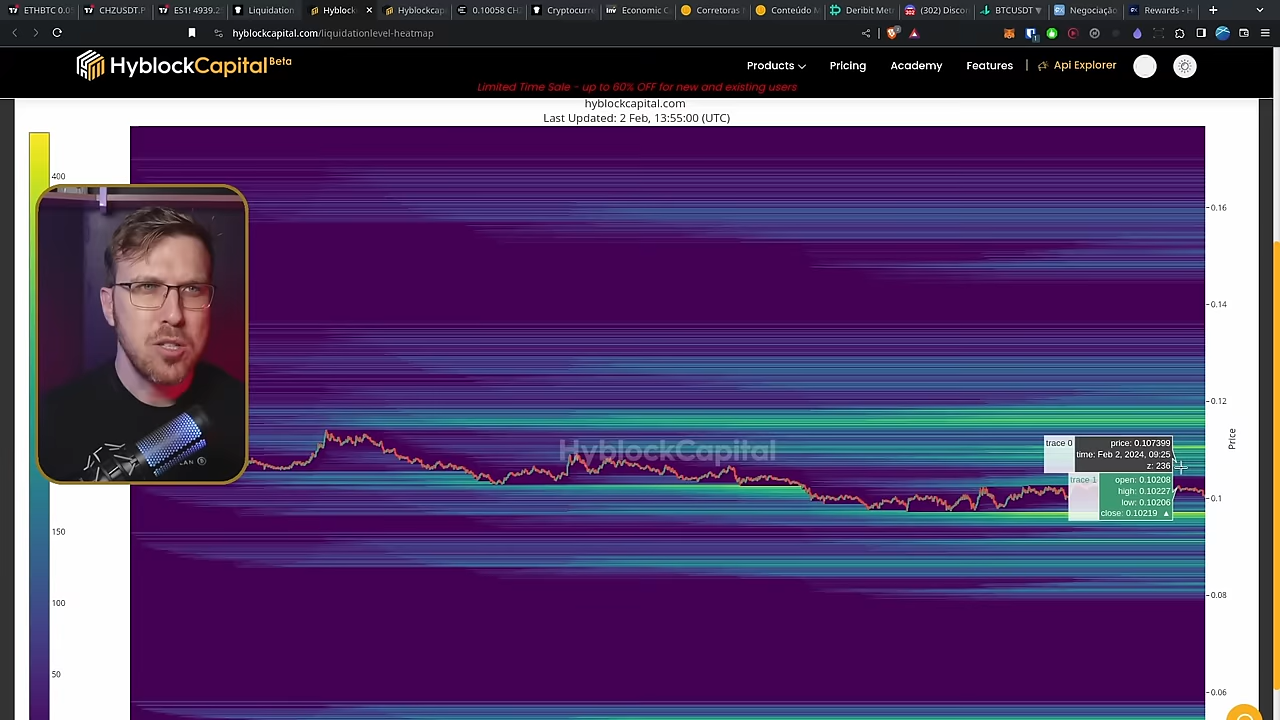 ETHBTC 0.05
CHZUSDT.P
ES1! 4939.25
Liquidation
Hyblock
Hyblockcap
0.10058 CHZ
Cryptocurre
Economic C
Corretoras
Conteúdo M
Deribit Metr
(302) Discor
BTCUSDT
Negociação
Rewards - H
hyblockcapital.com/liquidationlevel-heatmap
HyblockCapital Beta
Products
Pricing
Academy
Features
Api Explorer
Limited Time Sale - up to 60% OFF for new and existing users
hyblockcapital.com
Last Updated: 2 Feb, 13:55:00 (UTC)
400
150
100
50
HyblockCapital
0.16
0.14
0.12
0.1
0.08
0.06
Price
trace 0
price: 0.107399
time: Feb 2, 2024, 09:25
z: 236
trace 1
open: 0.10208
high: 0.10227
low: 0.10206
close: 0.10219 ▲